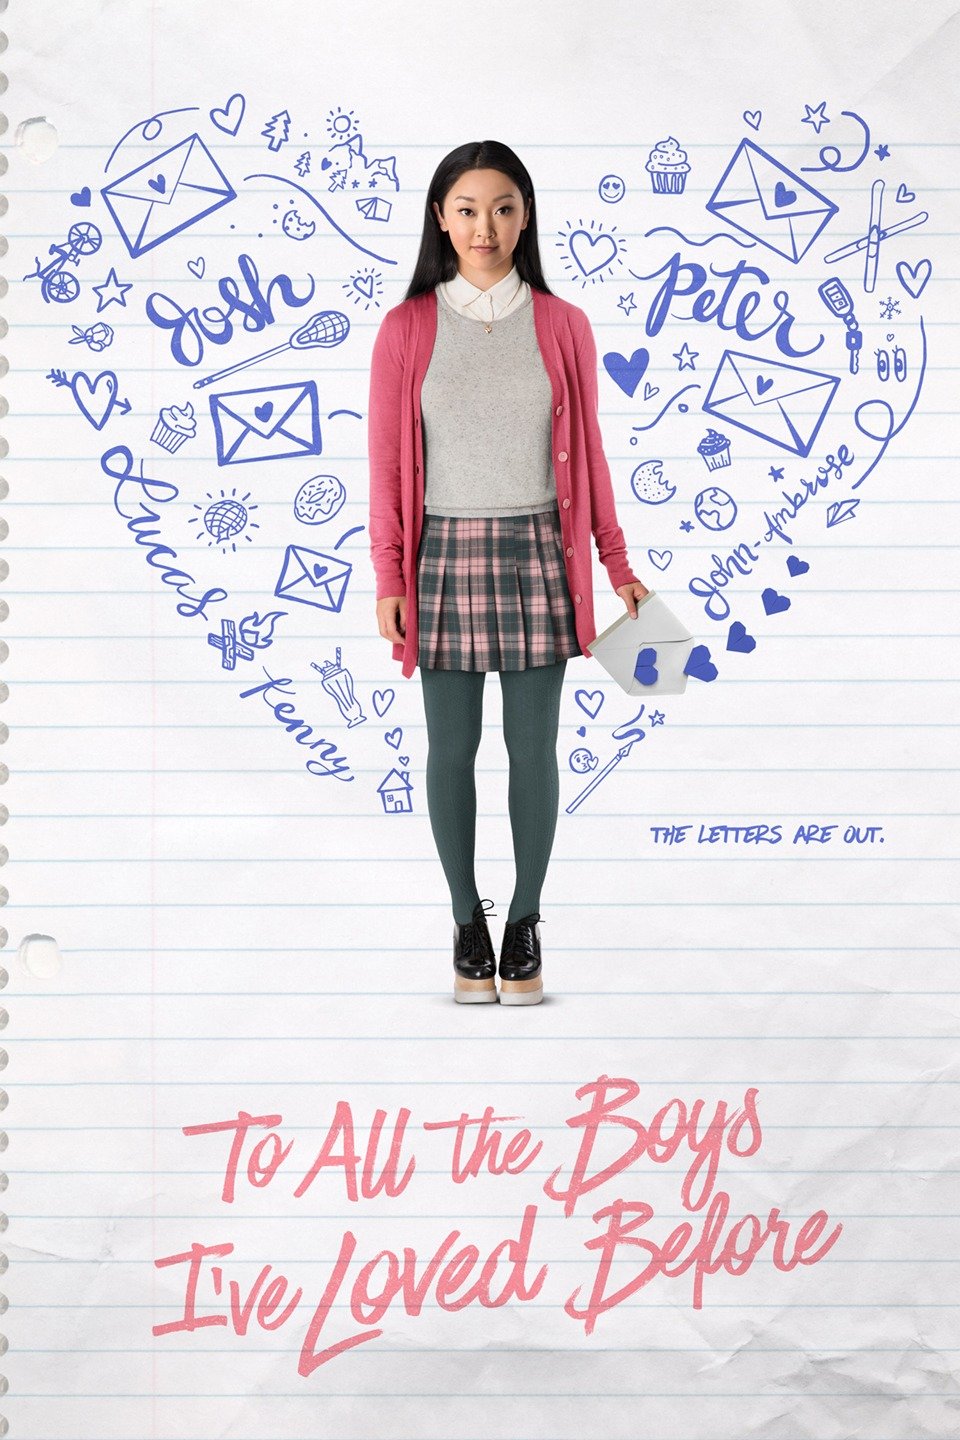 Josh
Peter
Lucas
John-Ambrose
Kenny
THE LETTERS ARE OUT.
To All the Boys
I've Loved Before